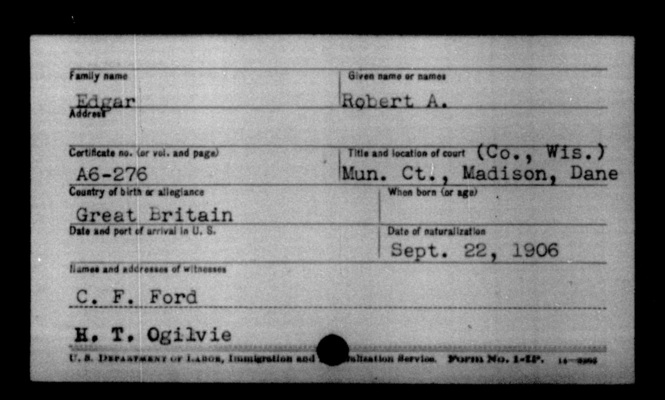 Family name Given name or names
Edgar Robert A.
Address
Certificate no. (or vol. and page) Title and location of court (Co., Wis.)
A6-276 Mun. Ct., Madison, Dane
Country of birth or allegiance When born (or age)
Great Britain
Date and port of arrival in U. S. Date of naturalization
Sept. 22, 1906
Names and addresses of witnesses
C. F. Ford
H. T. Ogilvie
U. S. Department of Labor, Immigration and Service. Form No. 1-IP.